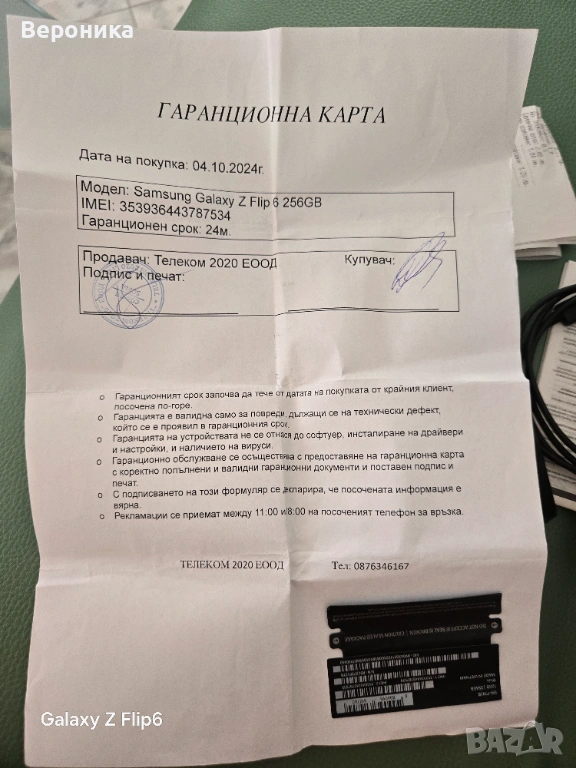 Вероника
ГАРАНЦИОННА КАРТА
Дата на покупка: 04.10.2024г.
Модел: Samsung Galaxy Z Flip 6 256GB
IMEI: 353936443787534
Гаранционен срок: 24м.
Продавач: Телеком 2020 ЕООД Купувач:
Подпис и печат:
Гаранционният срок започва да тече от датата на покупката от крайния клиент,
посочена по-горе.
Гаранцията е валидна само за повреди, дължащи се на технически дефект,
който се е проявил в гаранционния срок.
Гаранцията на устройствата не се отнася до софтуер, инсталиране на драйвери
и настройки, и наличието на вируси.
Гаранционно обслужване се осъществява с предоставяне на гаранционна карта
с коректно попълнени и валидни гаранционни документи и поставен подпис и
печат.
С подписването на този формуляр се декларира, че посочената информация е
вярна.
Рекламации се приемат между 11:00 и 18:00 на посоченият телефон за връзка.
ТЕЛЕКОМ 2020 ЕООД Тел: 0876346167
Galaxy Z Flip6
BAZAR